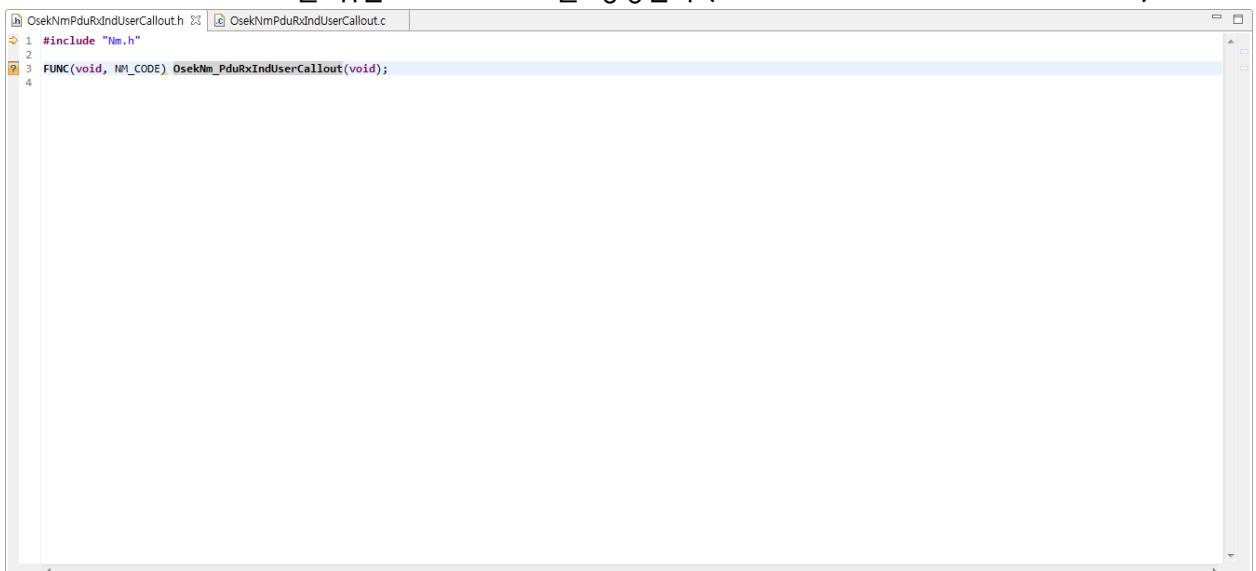 OsekNmPduRxIndUserCallout.h OsekNmPduRxIndUserCallout.c
1 #include "Nm.h"
2
3 FUNC(void, NM_CODE) OsekNm_PduRxIndUserCallout(void);
4